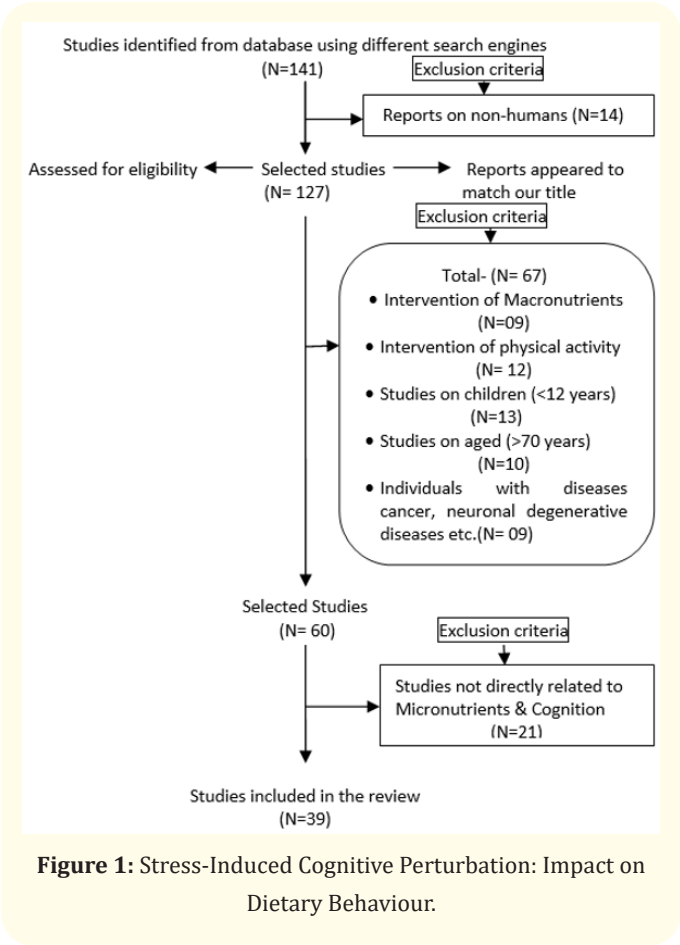 Studies identified from database using different search engines
(N=141)
Exclusion criteria
Reports on non-humans (N=14)
Assessed for eligibility
Selected studies
(N= 127)
Reports appeared to
match our title
Exclusion criteria
Total- (N= 67)
• Intervention of Macronutrients
(N=09)
• Intervention of physical activity
(N= 12)
• Studies on children (<12 years)
(N=13)
• Studies on aged (>70 years)
(N=10)
• Individuals with diseases
cancer, neuronal degenerative
diseases etc.(N= 09)
Selected Studies
(N= 60)
Exclusion criteria
Studies not directly related to
Micronutrients & Cognition
(N=21)
Studies included in the review
(N=39)
Figure 1: Stress-Induced Cognitive Perturbation: Impact on
Dietary Behaviour.